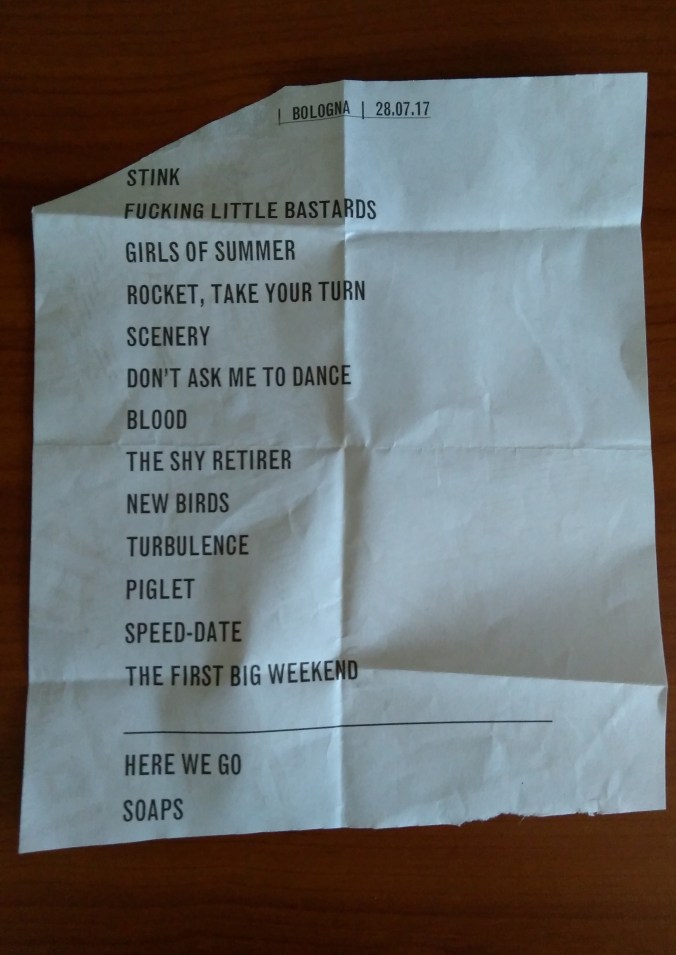 | BOLOGNA | 28.07.17
STINK
FUCKING LITTLE BASTARDS
GIRLS OF SUMMER
ROCKET, TAKE YOUR TURN
SCENERY
DON'T ASK ME TO DANCE
BLOOD
THE SHY RETIRER
NEW BIRDS
TURBULENCE
PIGLET
SPEED-DATE
THE FIRST BIG WEEKEND
HERE WE GO
SOAPS